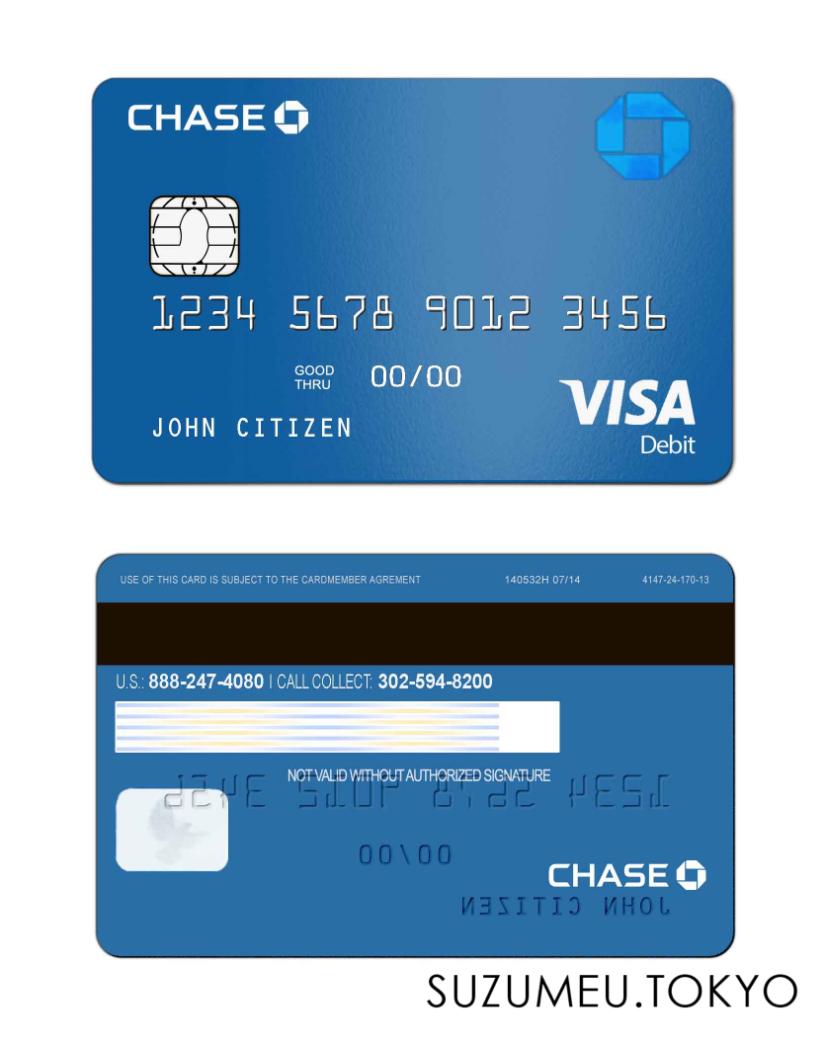 CHASE
1234 5678 9012 3456
GOOD
THRU
00/00
JOHN CITIZEN
VISA
Debit
USE OF THIS CARD IS SUBJECT TO THE CARDMEMBER AGREMENT 140532H 07/14 4147-24-170-13
U.S.: 888-247-4080 | CALL COLLECT: 302-594-8200
NOT VALID WITHOUT AUTHORIZED SIGNATURE
00/00
CHASE
JOHN CITIZEN
SUZUMEU.TOKYO